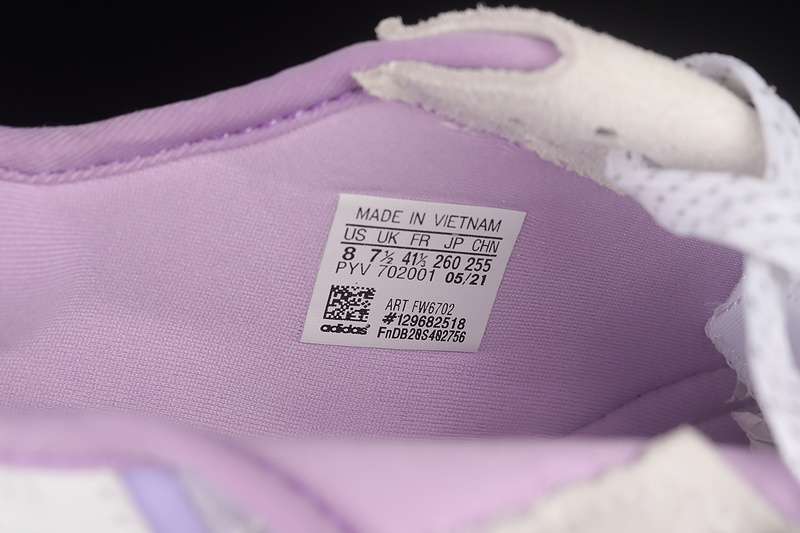 MADE IN VIETNAM
US UK FR JP CHN
8 7½ 41⅓ 260 255
PYV 702001 05/21
ART FW6702
#129682518
adidas FnDB20S402756